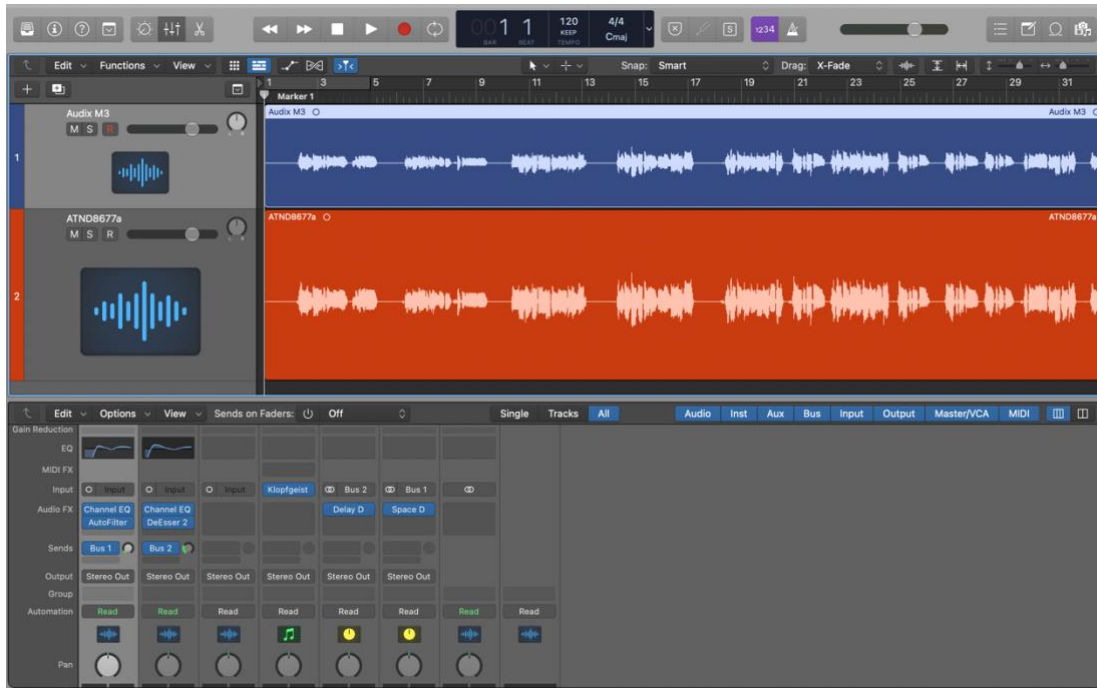 001 1 120 4/4
KEEP Cmaj
BAR BEAT TEMPO
S 1234
Edit Functions View Snap: Smart Drag: X-Fade
1 3 5 7 9 11 13 15 17 19 21 23 25 27 29 31
Marker 1
Audix M3
M S R
L R
1
Audix M3 Audix M3
ATND8677a
M S R
L R
2
ATND8677a ATND8677a
Edit Options View Sends on Faders: Off Single Tracks All Audio Inst Aux Bus Input Output Master/VCA MIDI
Gain Reduction
EQ
MIDI FX
Input Input Input Input Klopfgeist Bus 2 Bus 1
Audio FX Channel EQ Channel EQ Delay D Space D
AutoFilter DeEsser 2
Sends Bus 1 Bus 2
Output Stereo Out Stereo Out Stereo Out Stereo Out Stereo Out Stereo Out
Group
Automation Read Read Read Read Read Read Read Read
Pan